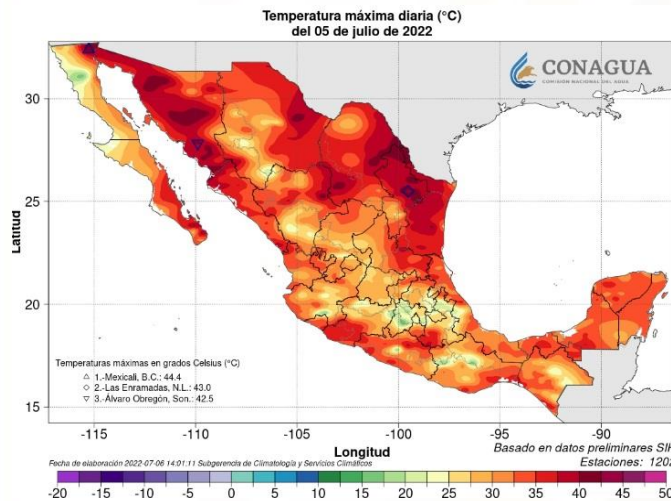 Temperatura máxima diaria (°C)
del 05 de julio de 2022
CONAGUA
COMISIÓN NACIONAL DEL AGUA
30
25
20
15
Latitud
Temperaturas máximas en grados Celsius (°C)
1.-Mexicali, B.C.: 44.4
2.-Las Enramadas, N.L.: 43.0
3.-Álvaro Obregón, Son.: 42.5
-115 -110 -105 -100 -95 -90
Longitud
Basado en datos preliminares SIH
Fecha de elaboración 2022-07-06 14:01:11 Subgerencia de Climatología y Servicios Climáticos
Estaciones:
-20 -15 -10 -5 0 5 10 15 20 25 30 35 40 45 50